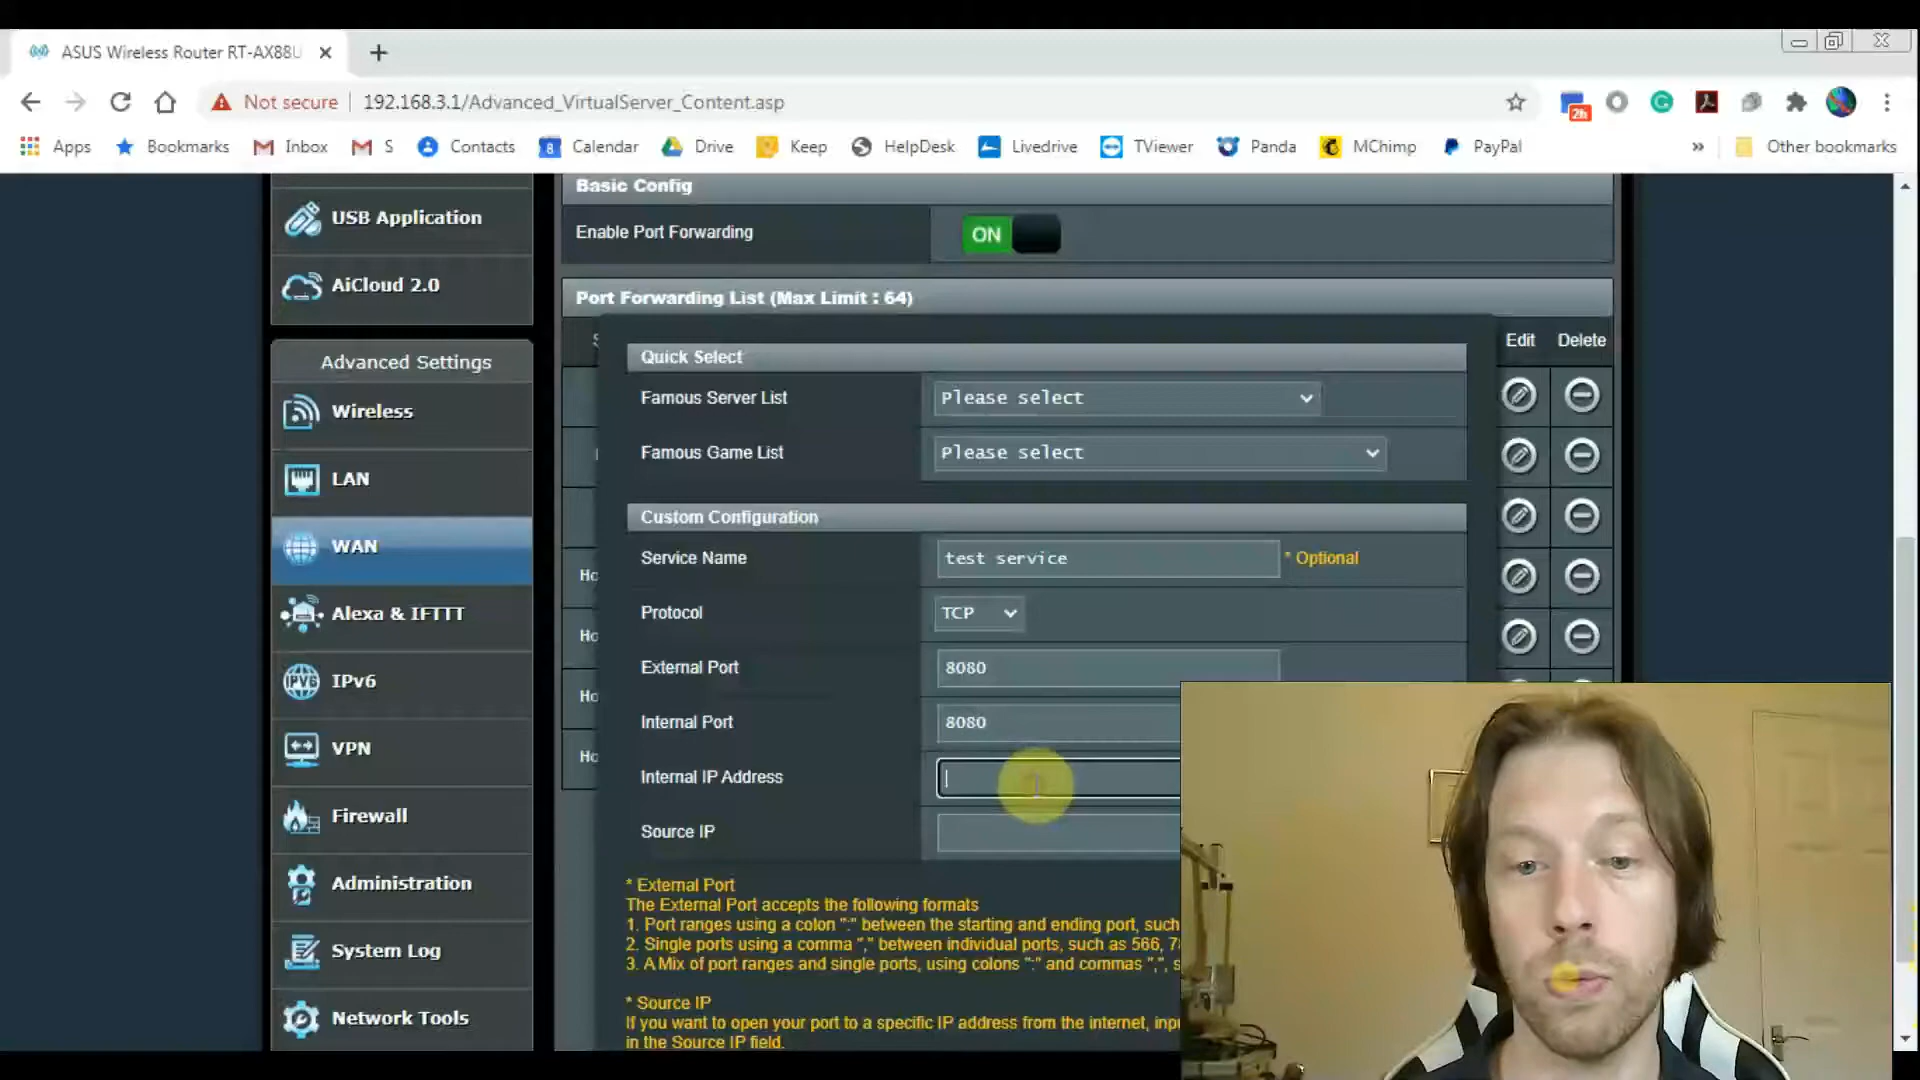 ASUS Wireless Router RT-AX88U
Not secure 192.168.3.1/Advanced_VirtualServer_Content.asp
2h
Apps Bookmarks Inbox S Contacts 8 Calendar Drive Keep HelpDesk Livedrive TViewer Panda MChimp PayPal » Other bookmarks
USB Application
AiCloud 2.0
Advanced Settings
Wireless
LAN
WAN
Alexa & IFTTT
IPv6
VPN
Firewall
Administration
System Log
Network Tools
Basic Config
Enable Port Forwarding ON
Port Forwarding List (Max Limit : 64)
Edit Delete
Quick Select
Famous Server List Please select
Famous Game List Please select
Custom Configuration
Service Name test service * Optional
Protocol TCP
External Port 8080
Internal Port 8080
Internal IP Address
Source IP
Ho
Ho
Ho
Ho
* External Port
The External Port accepts the following formats
1. Port ranges using a colon ":" between the starting and ending port, such
2. Single ports using a comma "," between individual ports, such as 566,
3. A Mix of port ranges and single ports, using colons ":" and commas ",",
* Source IP
If you want to open your port to a specific IP address from the internet,
in the Source IP field.